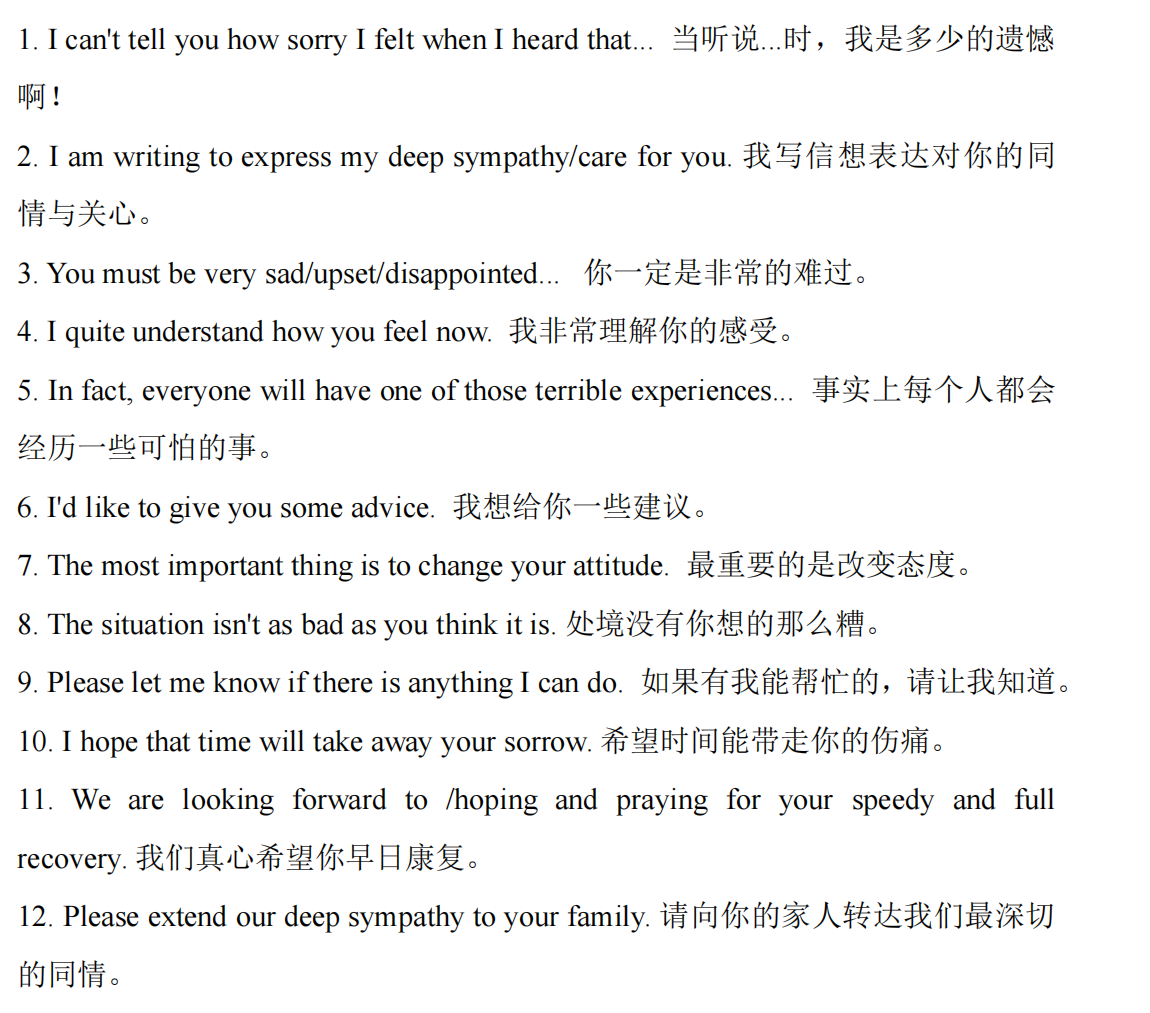 1. I can't tell you how sorry I felt when I heard that... 当听说...时，我是多少的遗憾
啊！
2. I am writing to express my deep sympathy/care for you. 我写信想表达对你的同
情与关心。
3. You must be very sad/upset/disappointed... 你一定是非常的难过。
4. I quite understand how you feel now. 我非常理解你的感受。
5. In fact, everyone will have one of those terrible experiences... 事实上每个人都会
经历一些可怕的事。
6. I'd like to give you some advice. 我想给你一些建议。
7. The most important thing is to change your attitude. 最重要的是改变态度。
8. The situation isn't as bad as you think it is. 处境没有你想的那么糟。
9. Please let me know if there is anything I can do. 如果有我能帮忙的，请让我知道。
10. I hope that time will take away your sorrow. 希望时间能带走你的伤痛。
11. We are looking forward to /hoping and praying for your speedy and full
recovery. 我们真心希望你早日康复。
12. Please extend our deep sympathy to your family. 请向你的家人转达我们最深切
的同情。